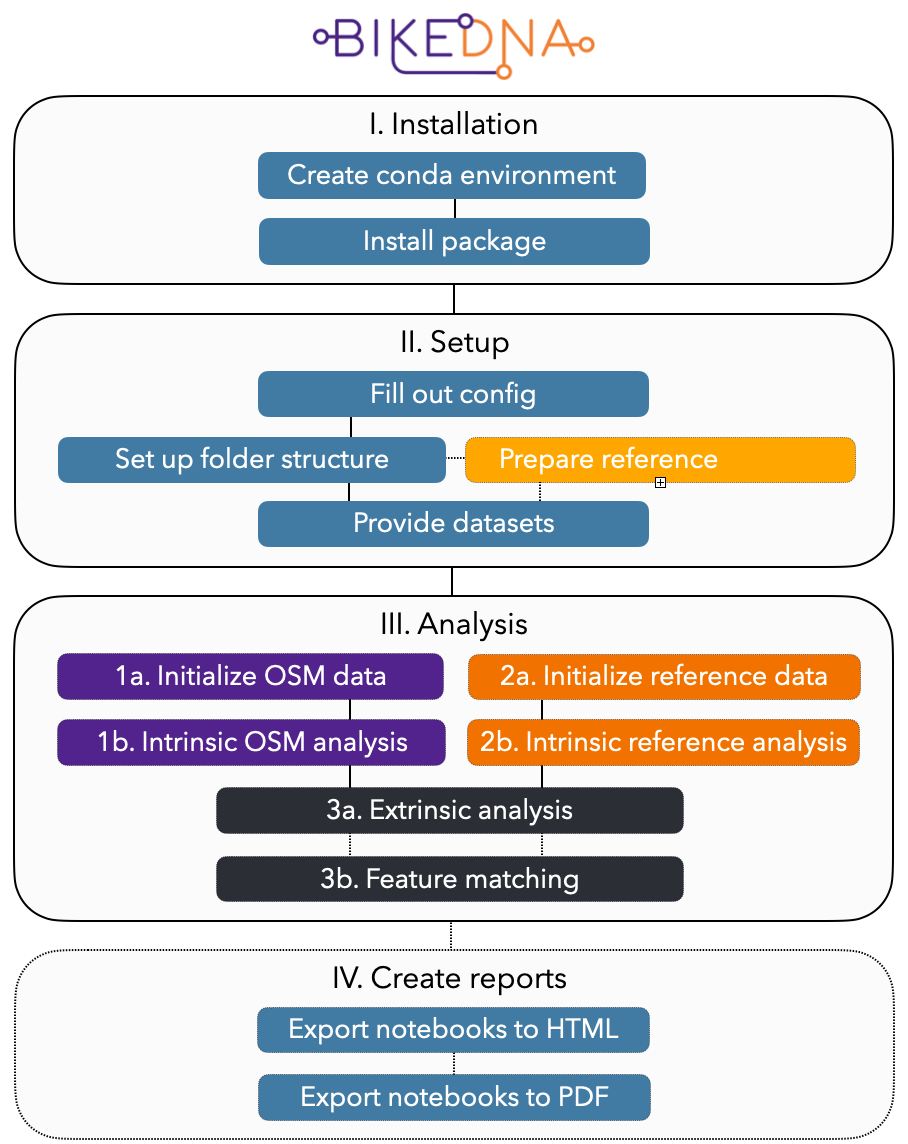 BIKEDNA
I. Installation
Create conda environment
Install package
II. Setup
Fill out config
Set up folder structure
Prepare reference
Provide datasets
III. Analysis
1a. Initialize OSM data
2a. Initialize reference data
1b. Intrinsic OSM analysis
2b. Intrinsic reference analysis
3a. Extrinsic analysis
3b. Feature matching
IV. Create reports
Export notebooks to HTML
Export notebooks to PDF